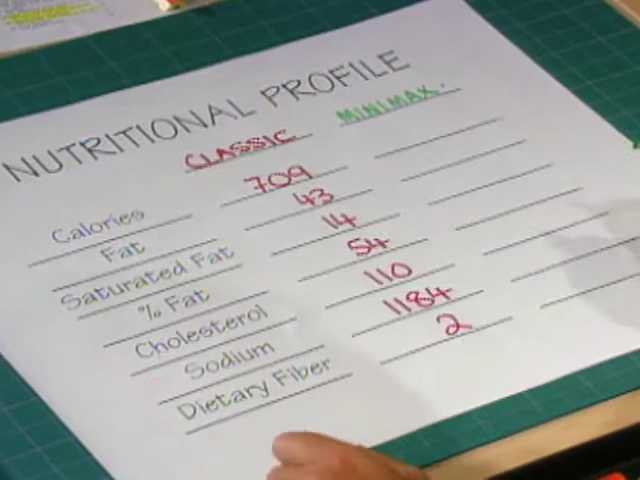 NUTRITIONAL PROFILE
CLASSIC MINIMAX.
Calories 709
Fat 43
Saturated Fat 14
% Fat 54
Cholesterol 110
Sodium 1184
Dietary Fiber 2